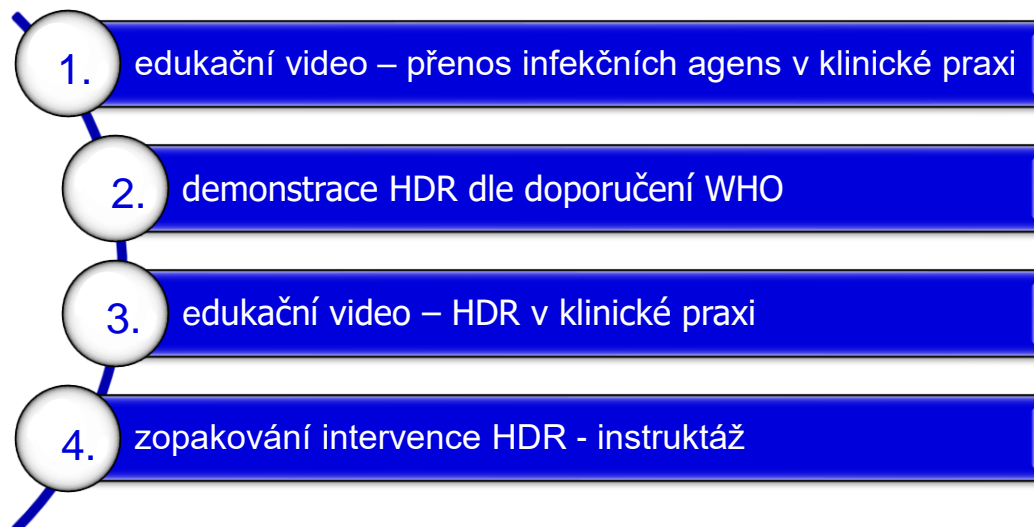 1. edukační video – přenos infekčních agens v klinické praxi
2. demonstrace HDR dle doporučení WHO
3. edukační video – HDR v klinické praxi
4. zopakování intervence HDR - instruktáž